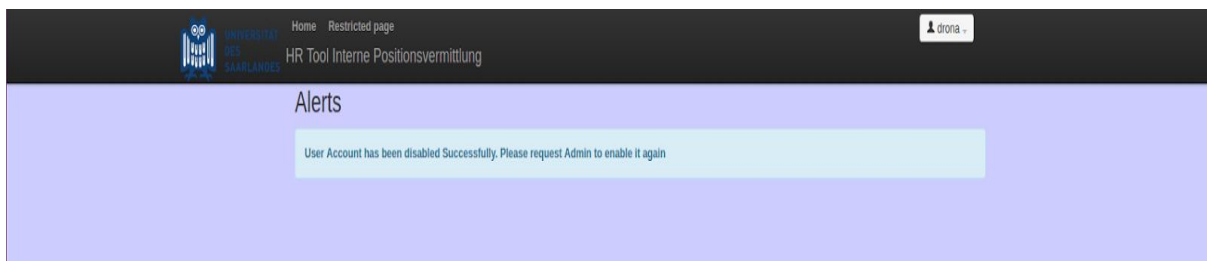 UNIVERSITÄT
DES
SAARLANDES
Home Restricted page
drona
HR Tool Interne Positionsvermittlung
Alerts
User Account has been disabled Successfully. Please request Admin to enable it again